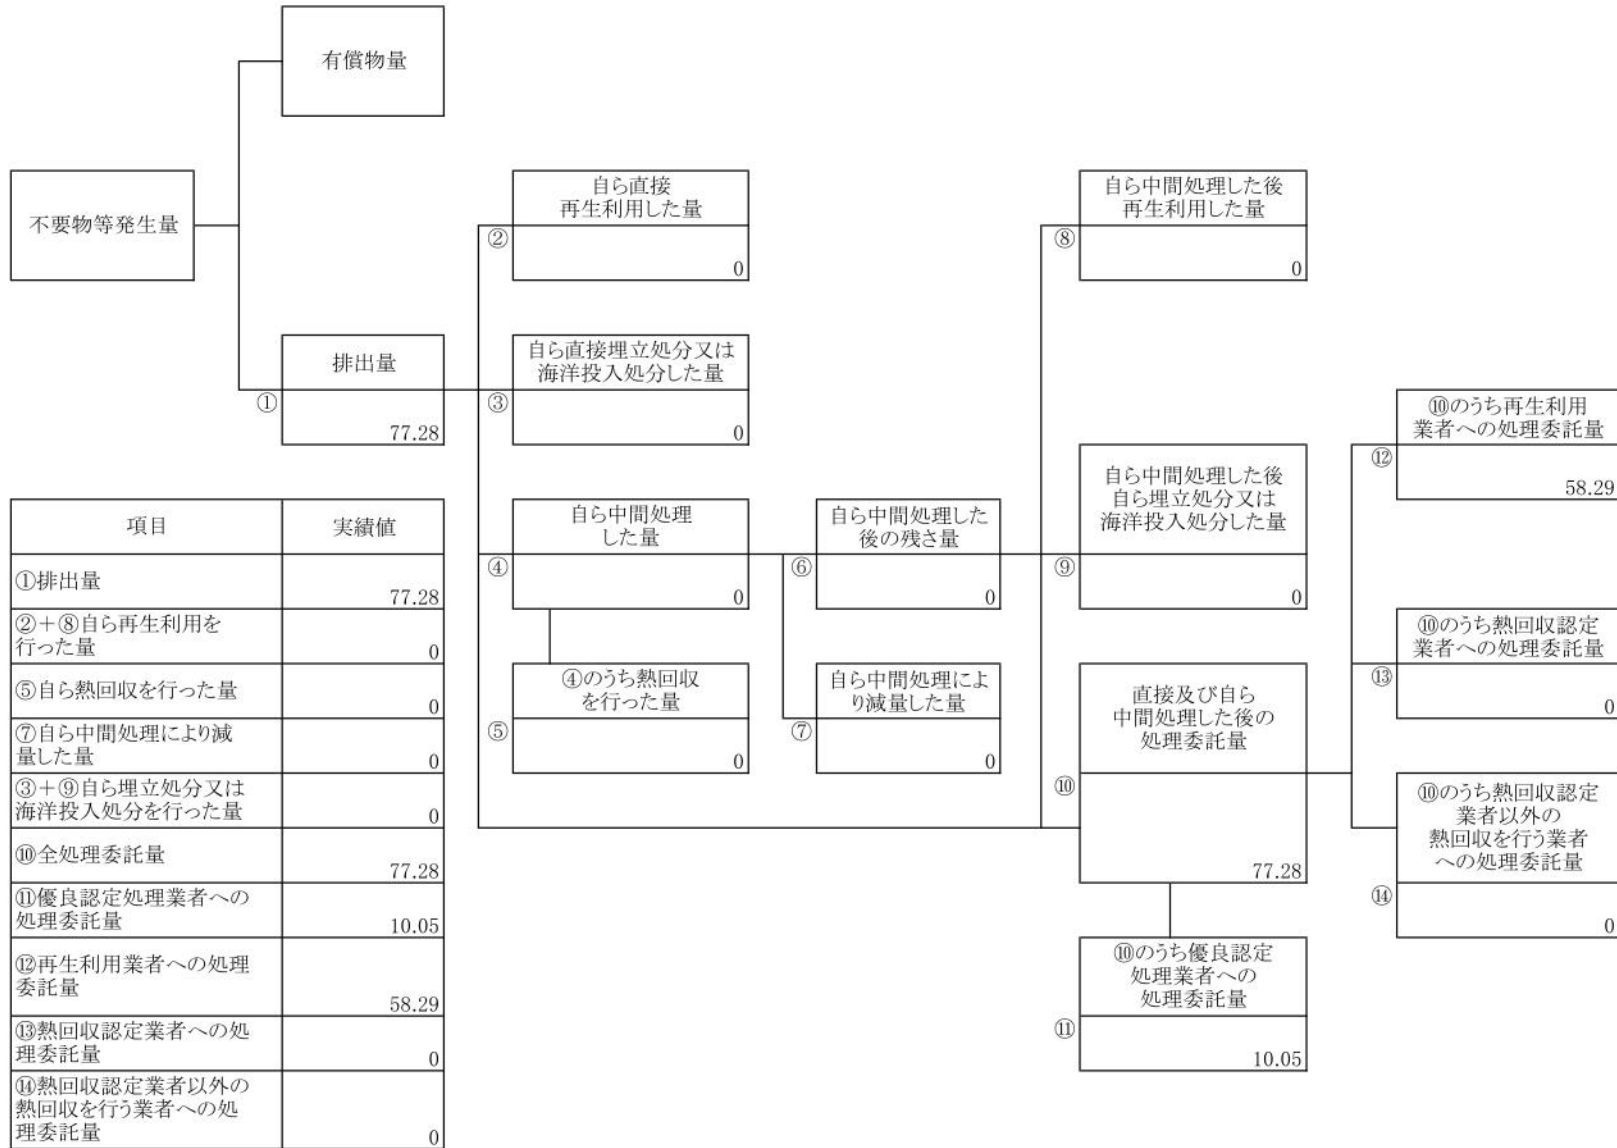 有償物量
不要物等発生量
排出量
①
77.28
自ら直接
再生利用した量
②
0
自ら直接埋立処分又は
海洋投入処分した量
③
0
自ら中間処理
した量
④
0
④のうち熱回収
を行った量
⑤
0
自ら中間処理した
後の残さ量
⑥
0
自ら中間処理によ
り減量した量
⑦
0
自ら中間処理した後
再生利用した量
⑧
0
自ら中間処理した後
自ら埋立処分又は
海洋投入処分した量
⑨
0
直接及び自ら
中間処理した後の
処理委託量
⑩
77.28
⑩のうち優良認定
処理業者への
処理委託量
⑪
10.05
⑩のうち再生利用
業者への処理委託量
⑫
58.29
⑩のうち熱回収認定
業者への処理委託量
⑬
0
⑩のうち熱回収認定
業者以外の
熱回収を行う業者
への処理委託量
⑭
0
項目 実績値
①排出量
77.28
②+⑧自ら再生利用を
行った量
0
⑤自ら熱回収を行った量
0
⑦自ら中間処理により減
量した量
0
③+⑨自ら埋立処分又は
海洋投入処分を行った量
0
⑩全処理委託量
77.28
⑪優良認定処理業者への
処理委託量
10.05
⑫再生利用業者への処理
委託量
58.29
⑬熱回収認定業者への処
理委託量
0
⑭熱回収認定業者以外の
熱回収を行う業者への処
理委託量
0